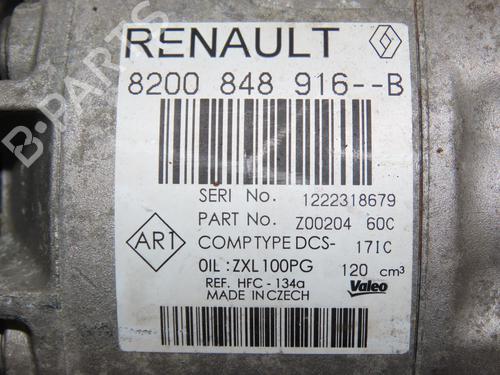 RENAULT
8200 848 916--B
SERI No. 1222318679
PART No. Z00204 60C
ART COMPTYPE DCS- 171C
OIL : ZXL100PG 120 cm³
REF. HFC - 134a
MADE IN CZECH Valeo
B-PARTS
B-PARTS